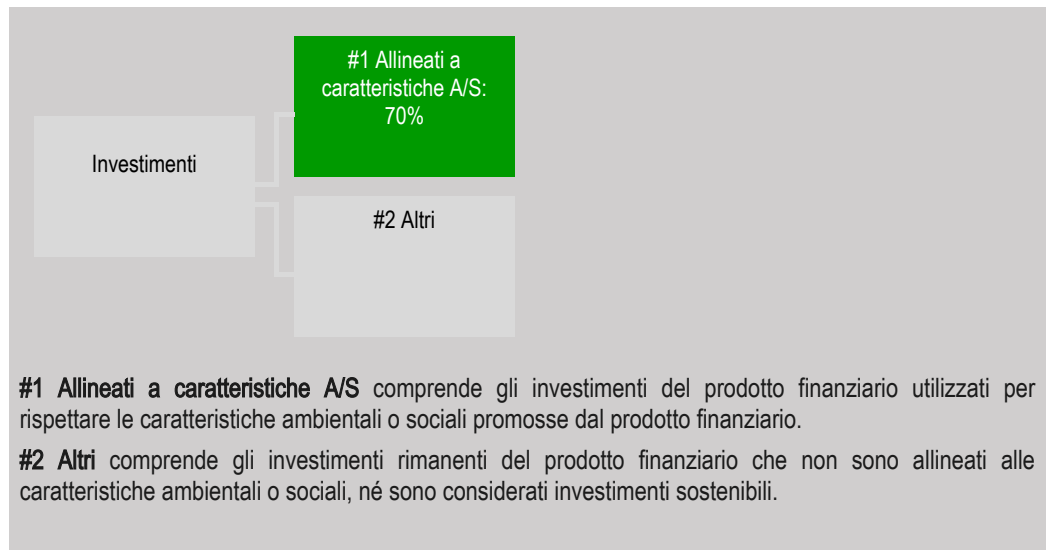 #1 Allineati a
caratteristiche A/S:
70%
Investimenti
#2 Altri
#1 Allineati a caratteristiche A/S comprende gli investimenti del prodotto finanziario utilizzati per
rispettare le caratteristiche ambientali o sociali promosse dal prodotto finanziario.
#2 Altri comprende gli investimenti rimanenti del prodotto finanziario che non sono allineati alle
caratteristiche ambientali o sociali, né sono considerati investimenti sostenibili.